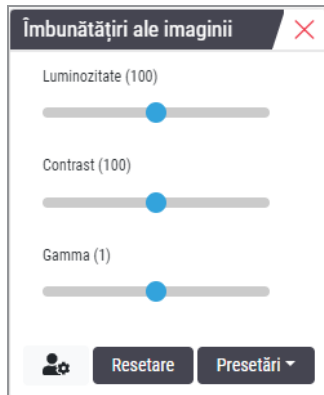 Îmbunătățiri ale imaginii
Luminozitate (100)
Contrast (100)
Gamma (1)
Resetare
Presetări